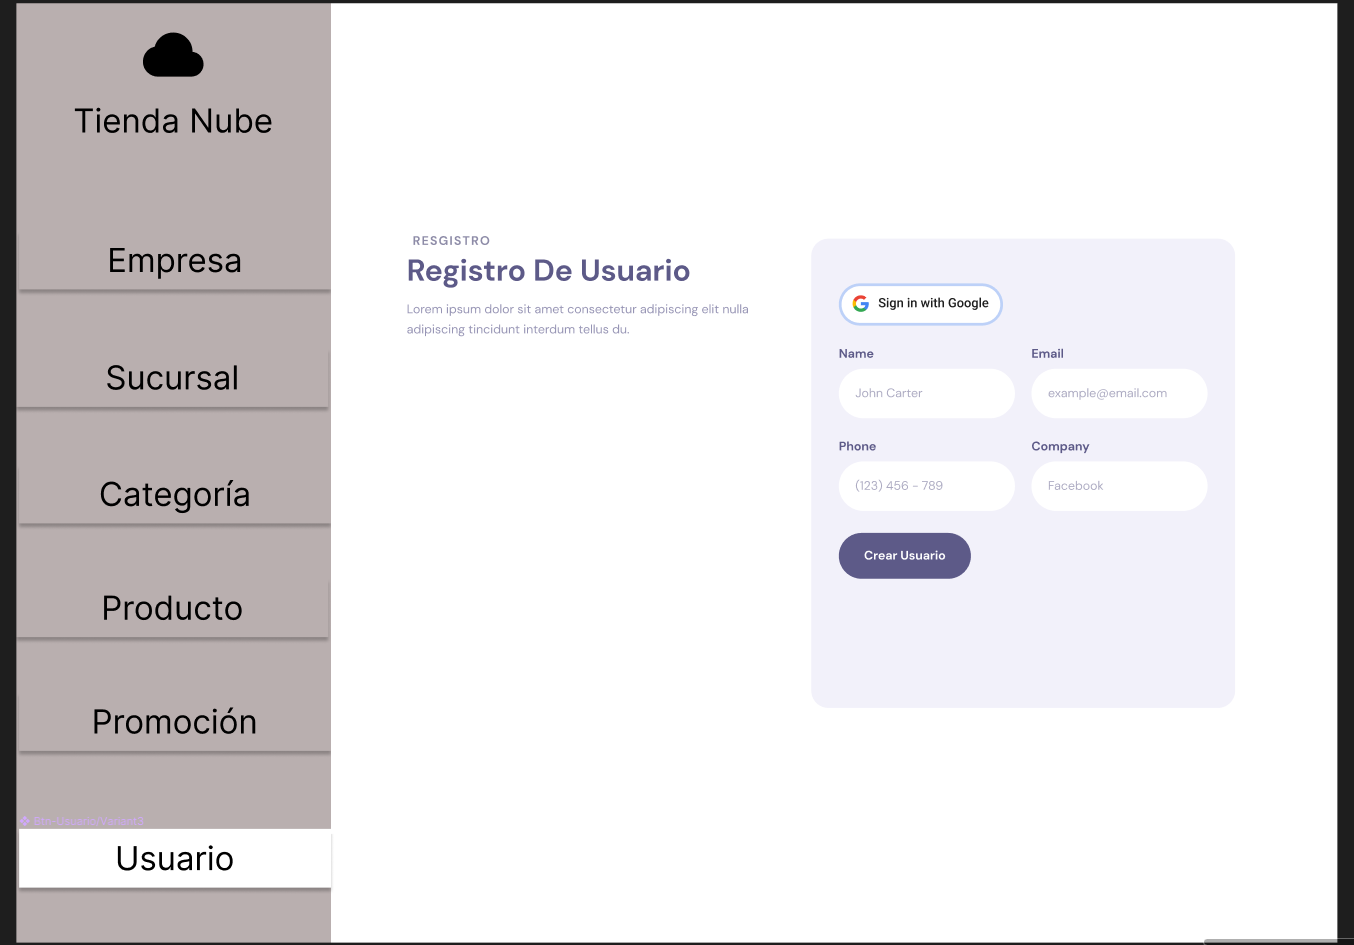 Tienda Nube
Empresa
Sucursal
Categoría
Producto
Promoción
Btn-Usuario/Variant3
Usuario
RESGISTRO
Registro De Usuario
Lorem ipsum dolor sit amet consectetur adipiscing elit nulla
adipiscing tincidunt interdum tellus du.
Sign in with Google
Name Email
John Carter example@email.com
Phone Company
(123) 456 - 789 Facebook
Crear Usuario